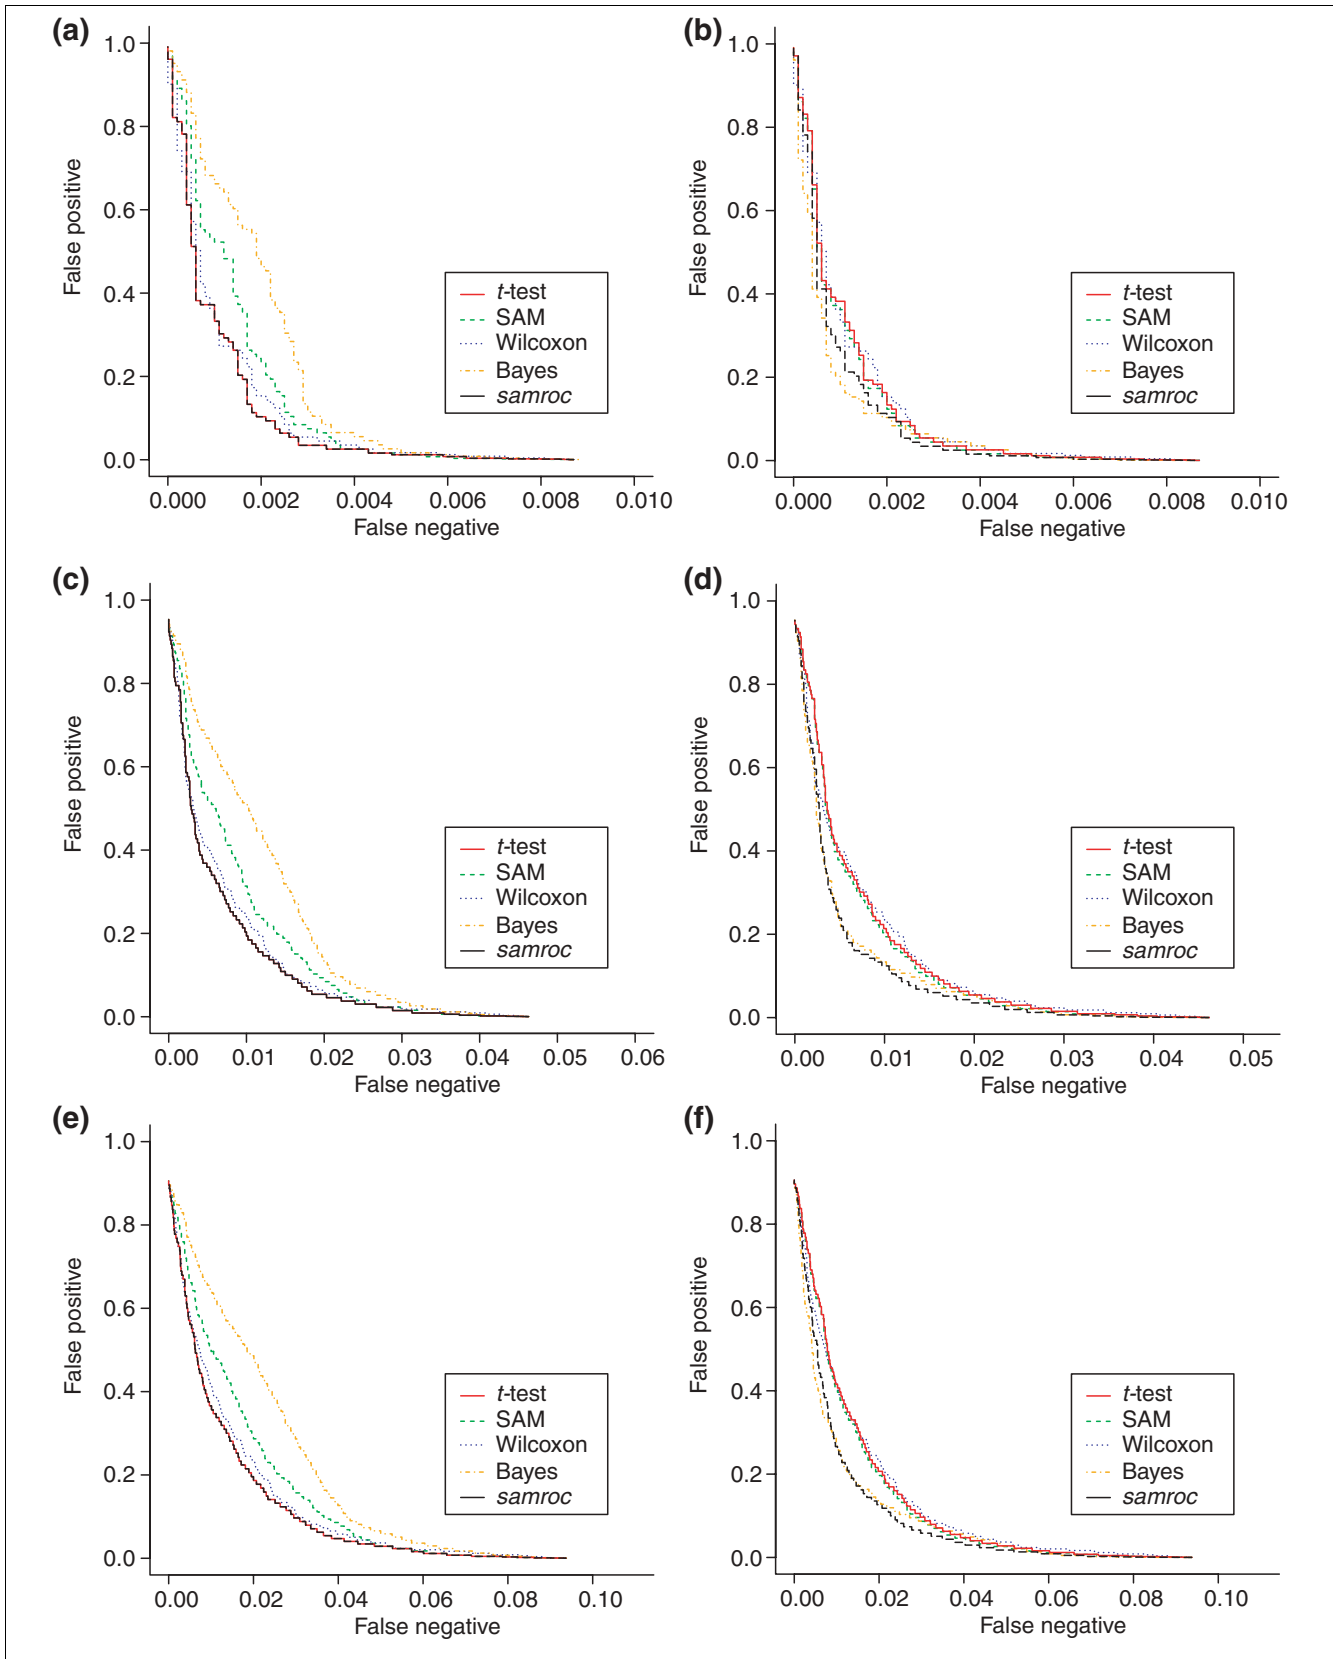 (a)
1.0
0.8
0.6
0.4
0.2
0.0
False positive
0.000 0.002 0.004 0.006 0.008 0.010
False negative
t-test
SAM
Wilcoxon
Bayes
samroc
(b)
1.0
0.8
0.6
0.4
0.2
0.0
False positive
0.000 0.002 0.004 0.006 0.008 0.010
False negative
t-test
SAM
Wilcoxon
Bayes
samroc
(c)
1.0
0.8
0.6
0.4
0.2
0.0
False positive
0.00 0.01 0.02 0.03 0.04 0.05 0.06
False negative
t-test
SAM
Wilcoxon
Bayes
samroc
(d)
1.0
0.8
0.6
0.4
0.2
0.0
False positive
0.00 0.01 0.02 0.03 0.04 0.05
False negative
t-test
SAM
Wilcoxon
Bayes
samroc
(e)
1.0
0.8
0.6
0.4
0.2
0.0
False positive
0.00 0.02 0.04 0.06 0.08 0.10
False negative
t-test
SAM
Wilcoxon
Bayes
samroc
(f)
1.0
0.8
0.6
0.4
0.2
0.0
False positive
0.00 0.02 0.04 0.06 0.08 0.10
False negative
t-test
SAM
Wilcoxon
Bayes
samroc